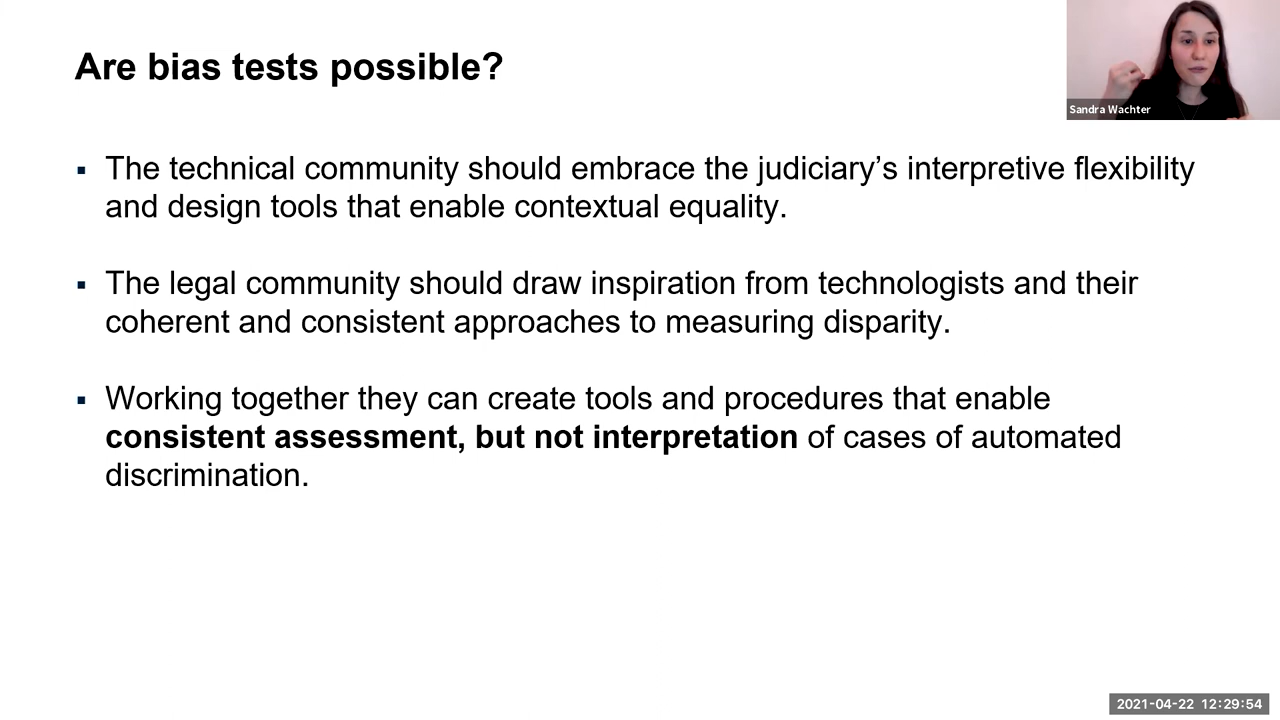 Are bias tests possible?
Sandra Wachter
▪ The technical community should embrace the judiciary’s interpretive flexibility
and design tools that enable contextual equality.
▪ The legal community should draw inspiration from technologists and their
coherent and consistent approaches to measuring disparity.
▪ Working together they can create tools and procedures that enable
consistent assessment, but not interpretation of cases of automated
discrimination.
2021-04-22 12:29:54